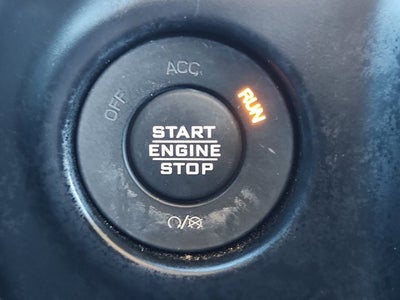 OFF
ACC
RUN
START
ENGINE
STOP